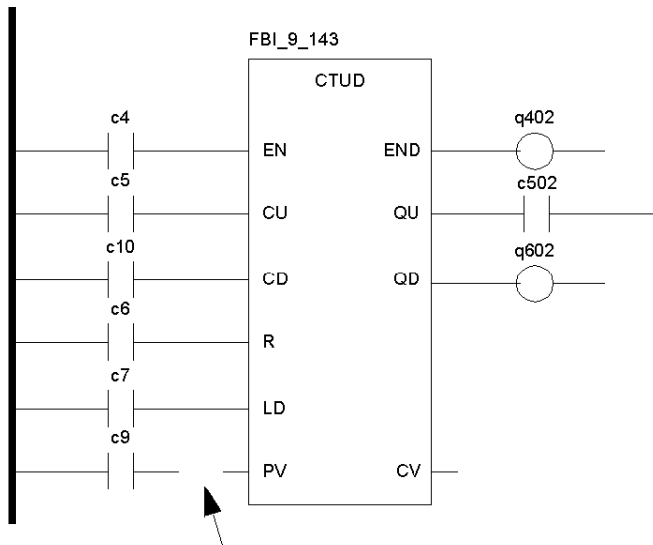 FBI_9_143
CTUD
c4
q402
EN
END
c5
c502
CU
QU
c10
q602
CD
QD
c6
R
c7
LD
c9
PV
CV